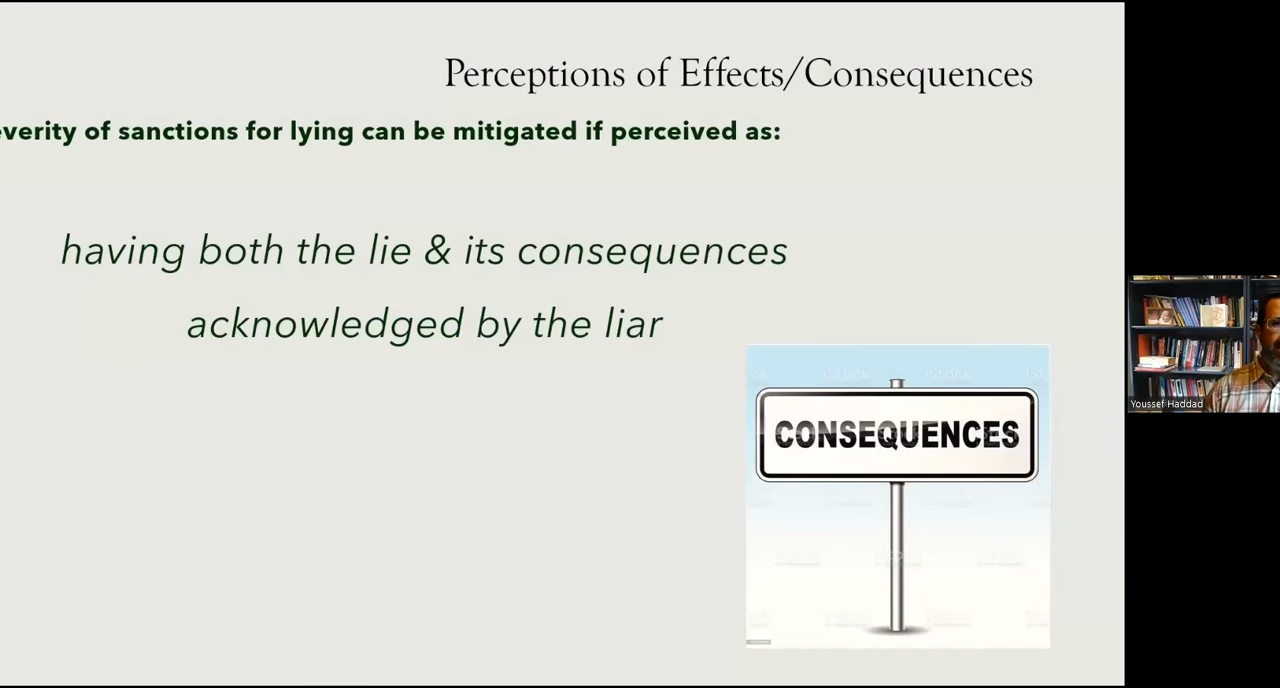 Perceptions of Effects/Consequences
everity of sanctions for lying can be mitigated if perceived as:
having both the lie & its consequences
acknowledged by the liar
CONSEQUENCES
Youssef Haddad